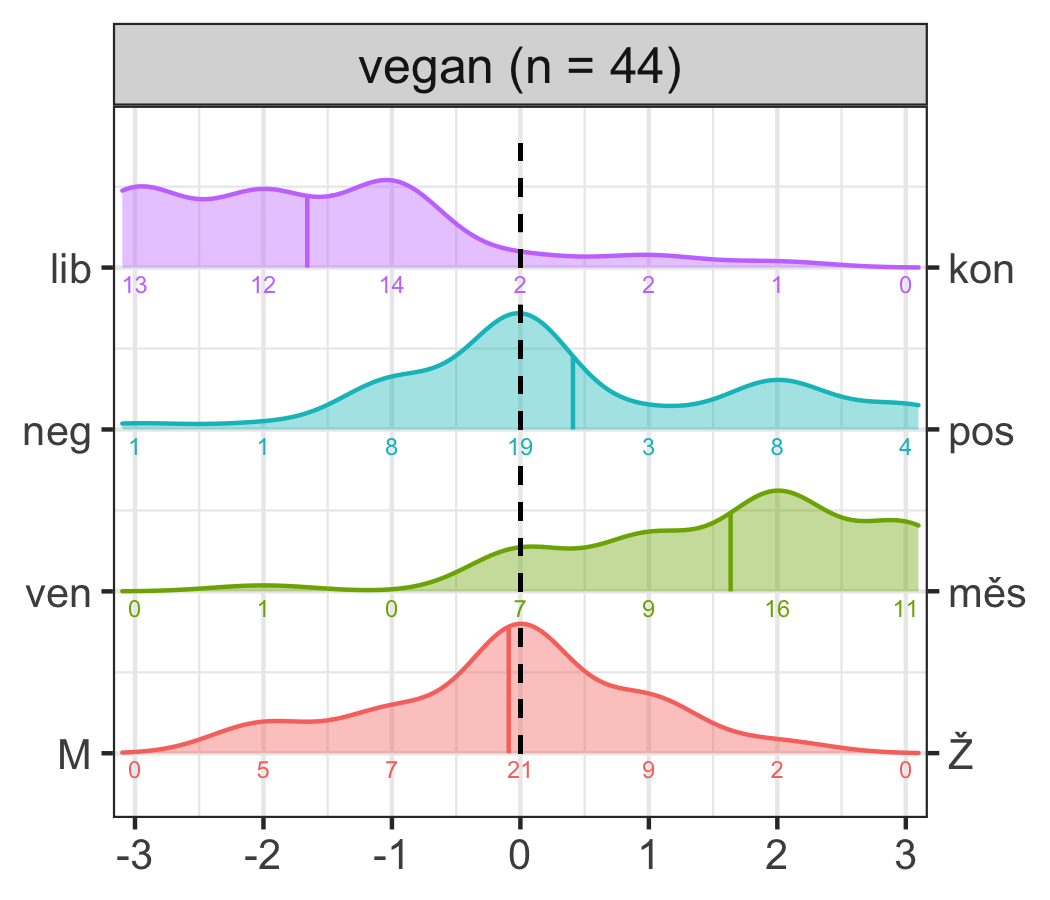 vegan (n = 44)
lib kon
13 12 14 2 2 1 0
neg pos
1 1 8 19 3 8 4
ven měs
0 1 0 7 9 16 11
M Ž
0 5 7 21 9 2 0
-3 -2 -1 0 1 2 3